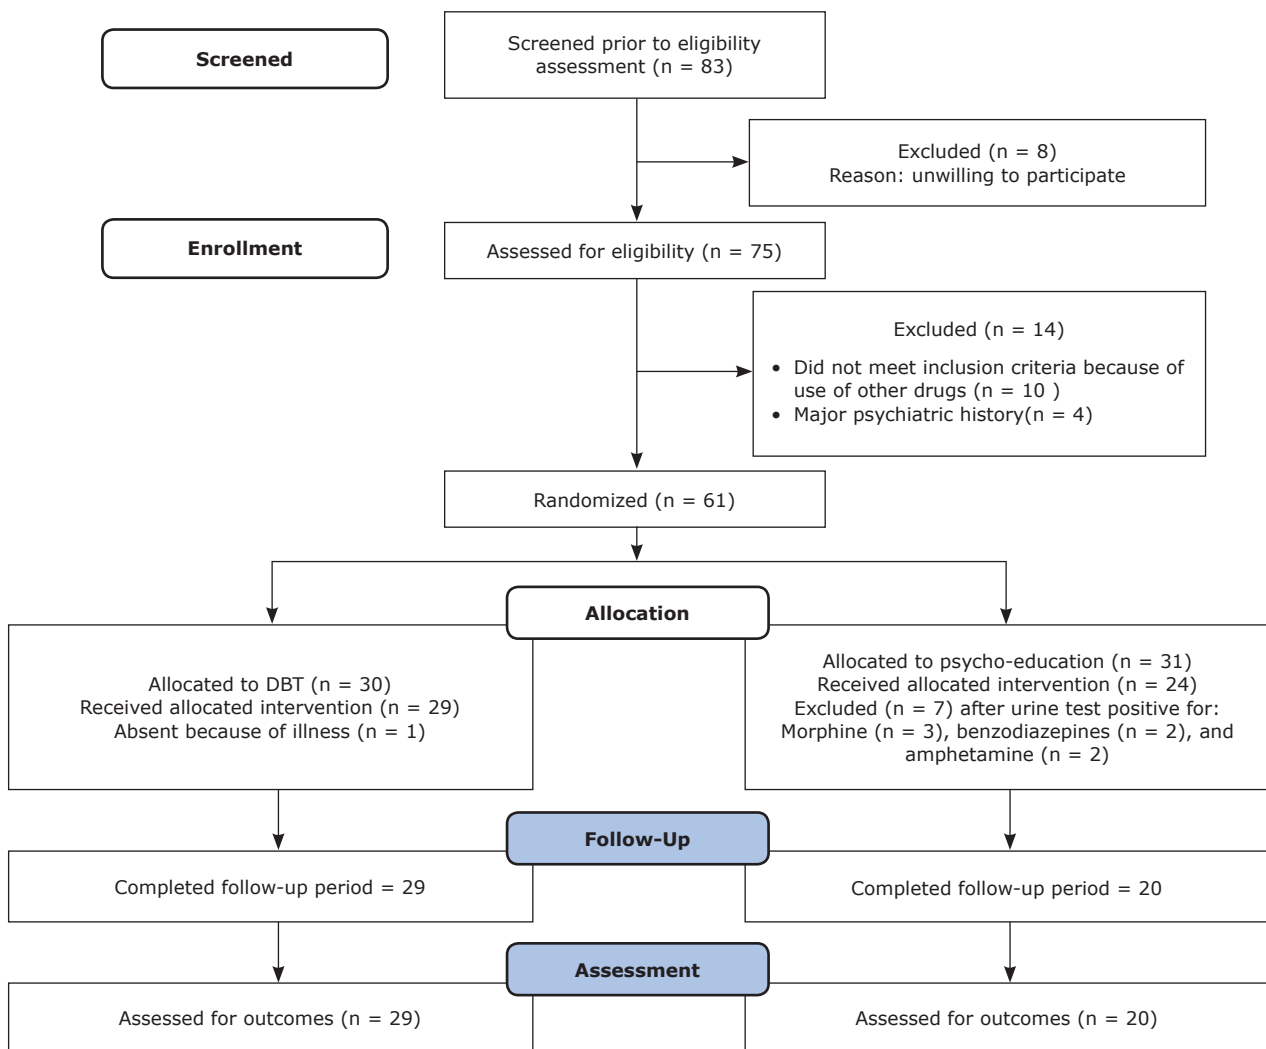 Screened
Screened prior to eligibility
assessment (n = 83)
Excluded (n = 8)
Reason: unwilling to participate
Enrollment
Assessed for eligibility (n = 75)
Excluded (n = 14)
• Did not meet inclusion criteria because of
use of other drugs (n = 10 )
• Major psychiatric history(n = 4)
Randomized (n = 61)
Allocation
Allocated to DBT (n = 30)
Received allocated intervention (n = 29)
Absent because of illness (n = 1)
Allocated to psycho-education (n = 31)
Received allocated intervention (n = 24)
Excluded (n = 7) after urine test positive for:
Morphine (n = 3), benzodiazepines (n = 2), and
amphetamine (n = 2)
Follow-Up
Completed follow-up period = 29
Completed follow-up period = 20
Assessment
Assessed for outcomes (n = 29)
Assessed for outcomes (n = 20)